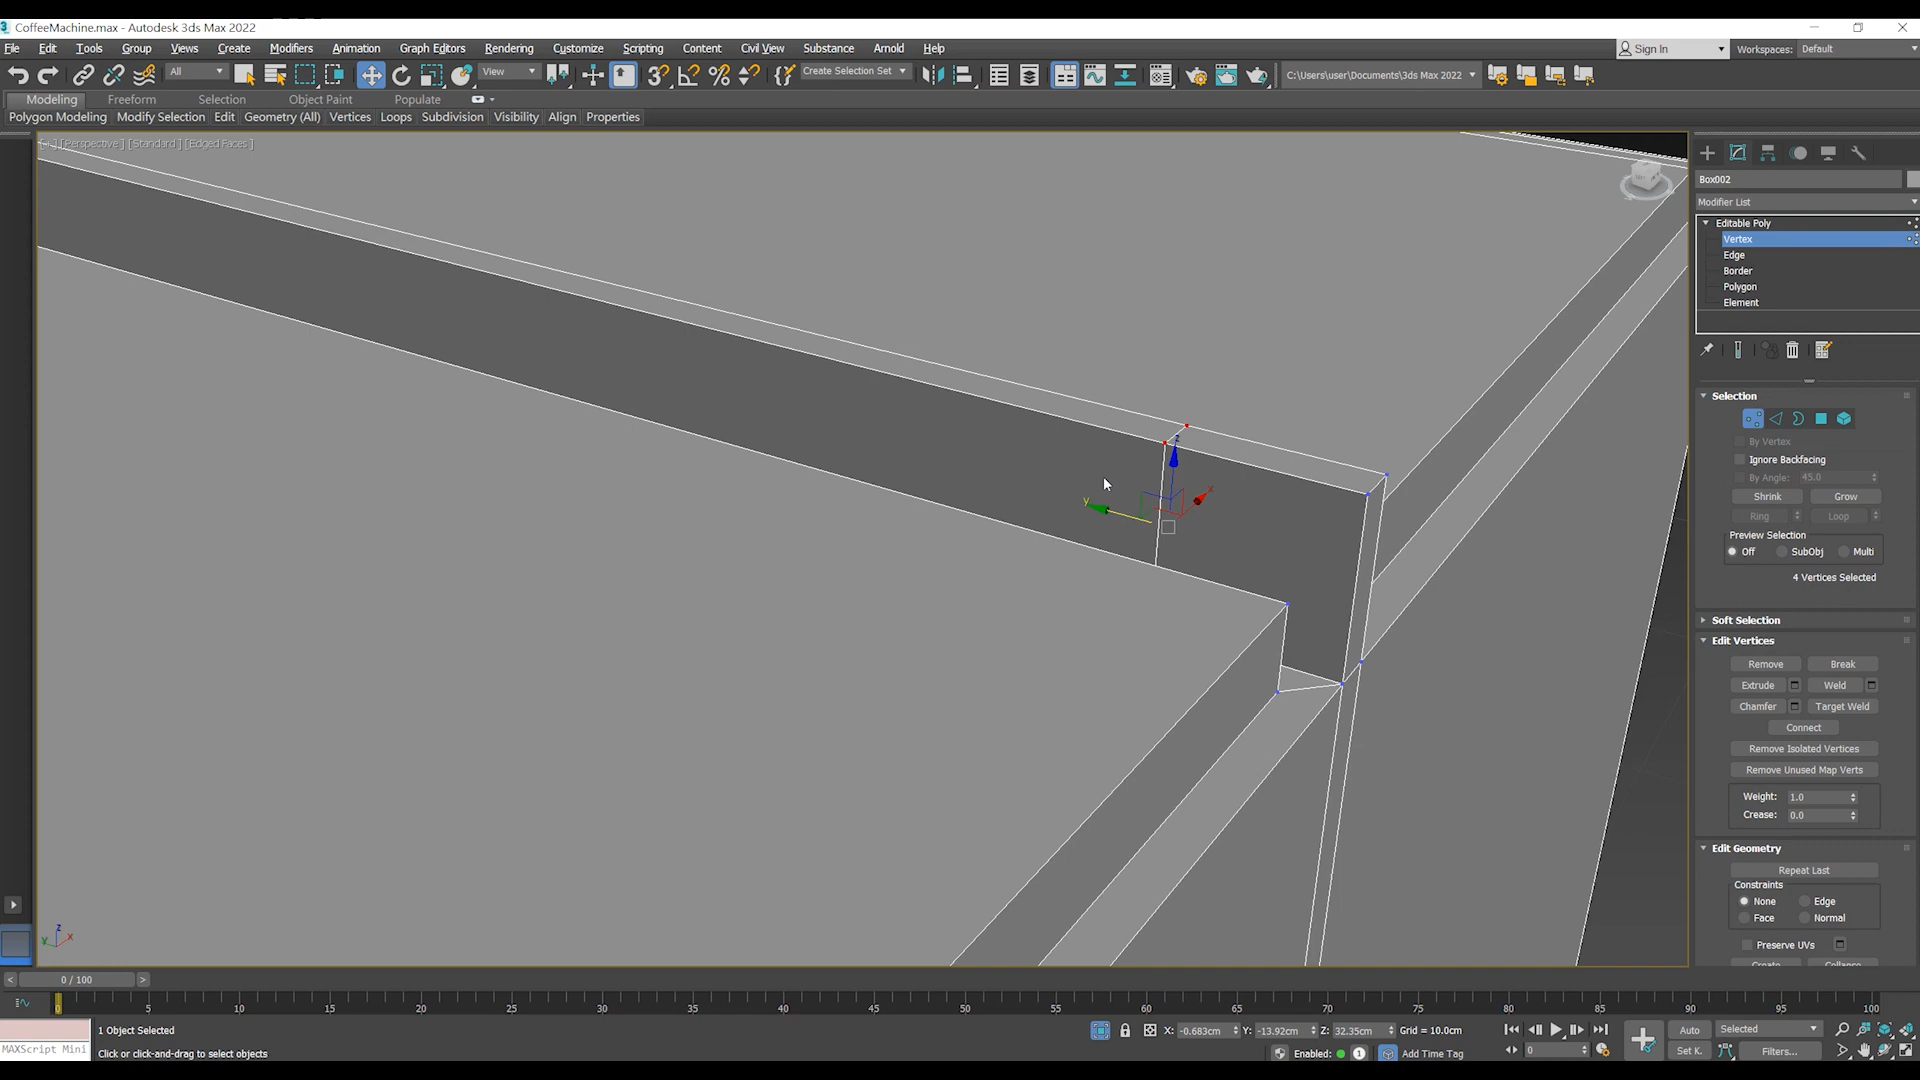 CoffeeMachine.max - Autodesk 3ds Max 2022
File Edit Tools Group Views Create Modifiers Animation Graph Editors Rendering Customize Scripting Content Civil View Substance Arnold Help
Sign In Workspaces: Default
All View Create Selection Set C:\Users\user\Documents\3ds Max 2022
Modeling Freeform Selection Object Paint Populate
Polygon Modeling Modify Selection Edit Geometry (All) Vertices Loops Subdivision Visibility Align Properties
[Perspective ] [Standard ] [Edged Faces ]
Box002
Modifier List
Editable Poly
Vertex
Edge
Border
Polygon
Element
Selection
By Vertex
Ignore Backfacing
By Angle: 45.0
Shrink Grow
Ring Loop
Preview Selection
Off SubObj Multi
4 Vertices Selected
Soft Selection
Edit Vertices
Remove Break
Extrude Weld
Chamfer Target Weld
Connect
Remove Isolated Vertices
Remove Unused Map Verts
Weight: 1.0
Crease: 0.0
Edit Geometry
Repeat Last
Constraints
None Edge
Face Normal
Preserve UVs
Create Collapse
z
x
y
z
y x
< 0 / 100 >
0 5 10 15 20 25 30 35 40 45 50 55 60 65 70 75 80 85 90 95 100
1 Object Selected X: -0.683cm Y: -13.92cm Z: 32.35cm Grid = 10.0cm Auto Selected
MAXScript Mini Click or click-and-drag to select objects Enabled: 1 Add Time Tag 0 Set K. Filters...